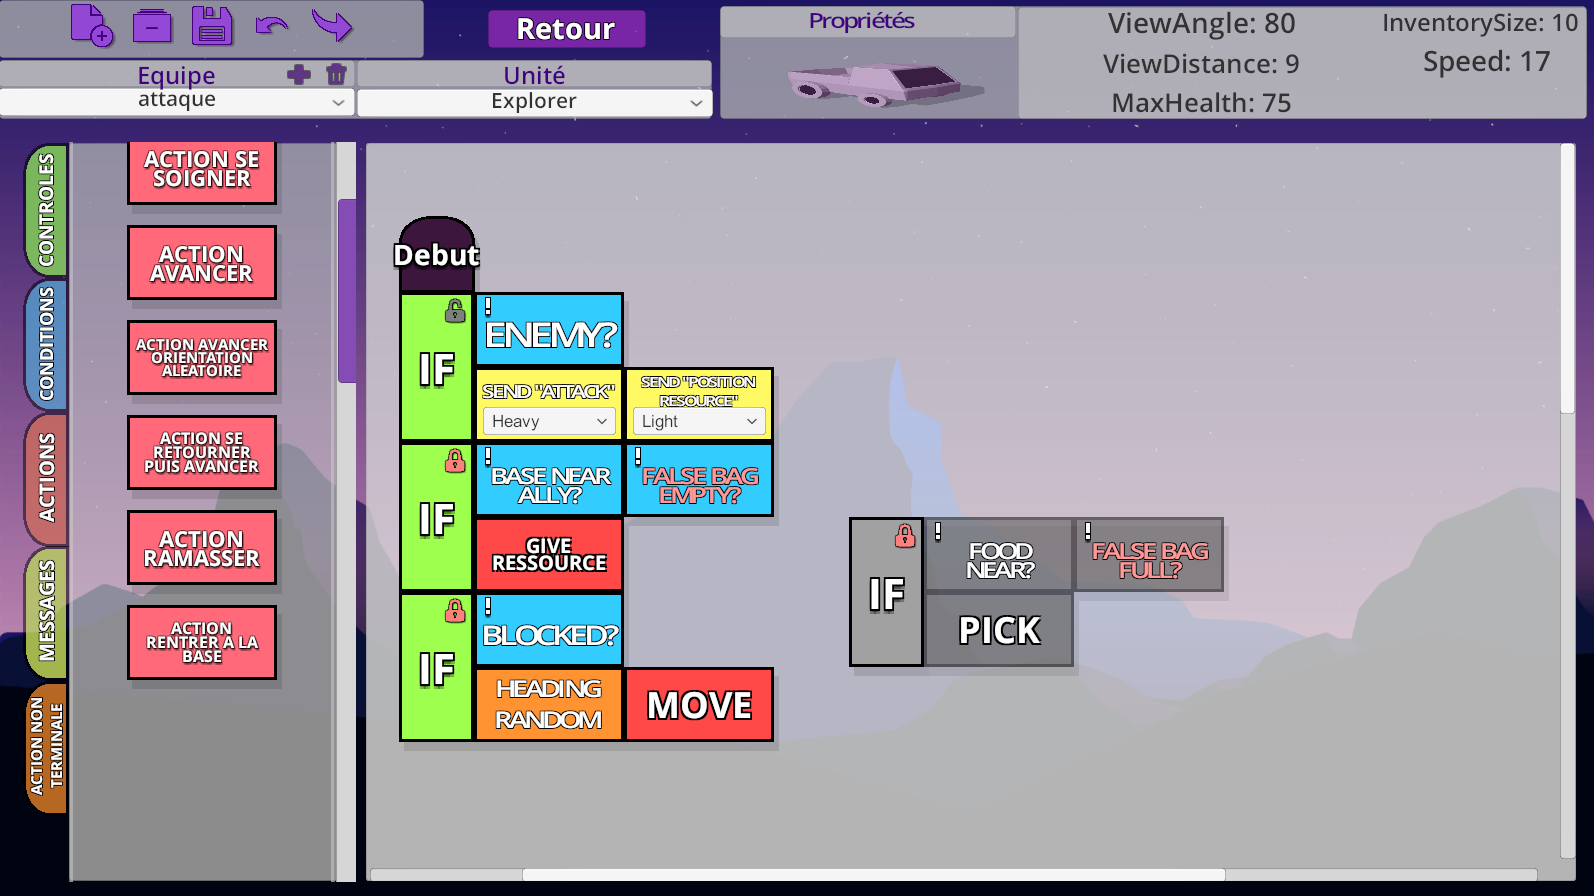 Retour
Propriétés
ViewAngle: 80
InventorySize: 10
ViewDistance: 9
Speed: 17
MaxHealth: 75
Equipe
attaque
Unité
Explorer
CONTROLES
CONDITIONS
ACTIONS
MESSAGES
ACTION NON
TERMINALE
ACTION SE
SOIGNER
ACTION
AVANCER
ACTION AVANCER
ORIENTATION
ALEATOIRE
ACTION SE
RETOURNER
PUIS AVANCER
ACTION
RAMASSER
ACTION
RENTRER A LA
BASE
Debut
IF
!
ENEMY?
SEND "ATTACK"
Heavy
SEND "POSITION
RESOURCE"
Light
IF
!
BASE NEAR
ALLY?
!
FALSE BAG
EMPTY?
GIVE
RESSOURCE
IF
!
BLOCKED?
HEADING
RANDOM
MOVE
IF
!
FOOD
NEAR?
!
FALSE BAG
FULL?
PICK